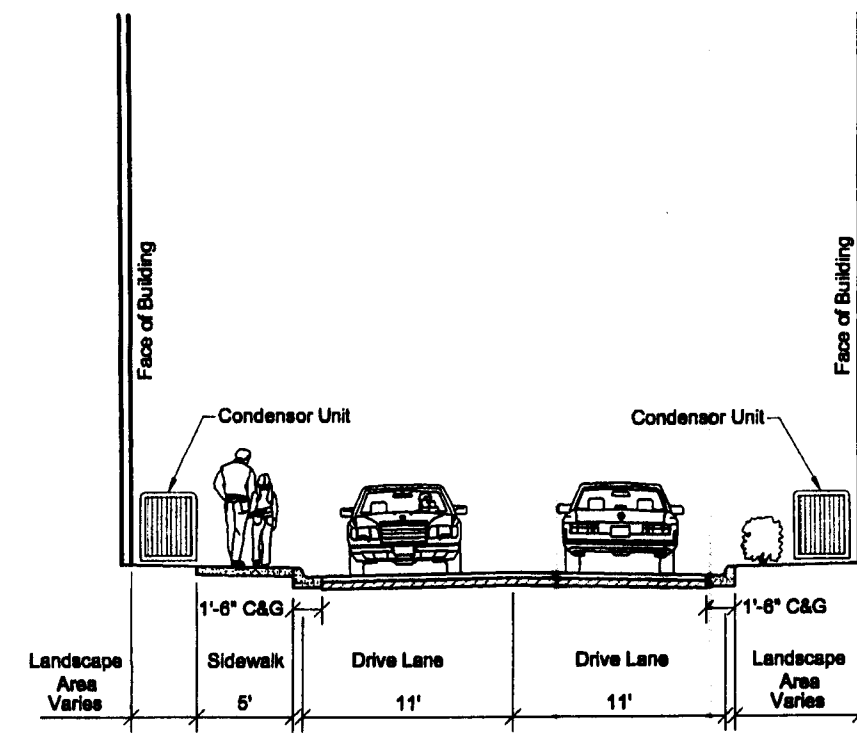 Face of Building
Face of Building
Condensor Unit
Condensor Unit
1'-6" C&G
1'-6" C&G
Landscape
Area
Varies
Sidewalk
5'
Drive Lane
11'
Drive Lane
11'
Landscape
Area
Varies